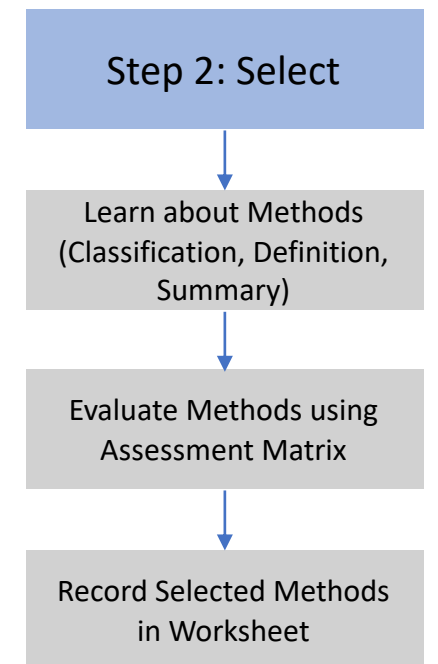 Step 2: Select
Learn about Methods
(Classification, Definition,
Summary)
Evaluate Methods using
Assessment Matrix
Record Selected Methods
in Worksheet